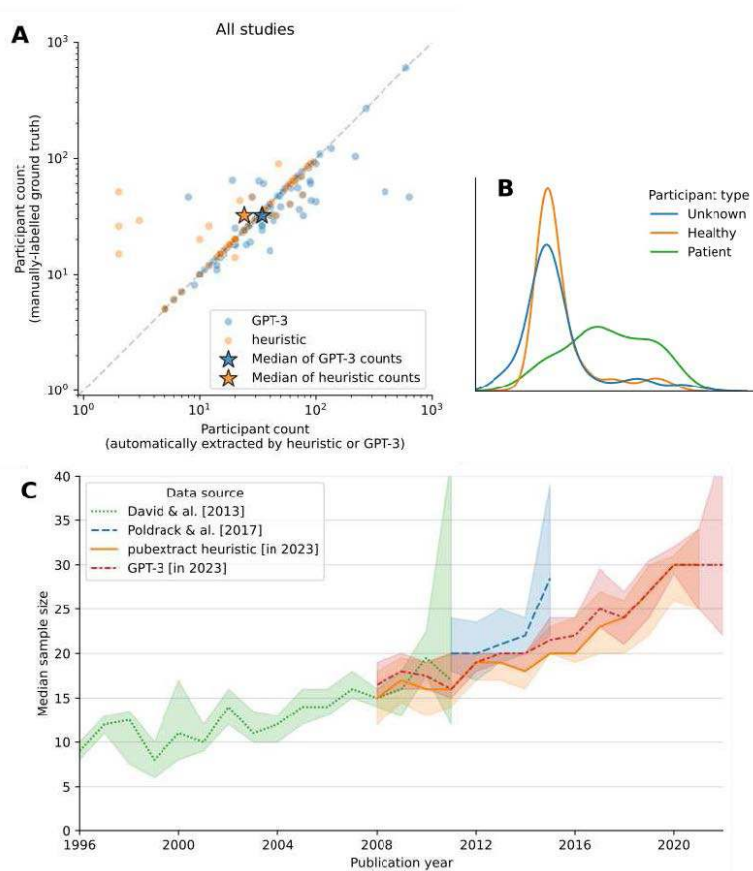 A
All studies
10³
10²
10¹
10⁰
Participant count
(manually-labelled ground truth)
GPT-3
heuristic
Median of GPT-3 counts
Median of heuristic counts
10⁰ 10¹ 10² 10³
Participant count
(automatically extracted by heuristic or GPT-3)
B
Participant type
Unknown
Healthy
Patient
C
40
35
30
25
20
15
10
5
0
Median sample size
Data source
David & al. [2013]
Poldrack & al. [2017]
pubextract heuristic [in 2023]
GPT-3 [in 2023]
1996 2000 2004 2008 2012 2016 2020
Publication year